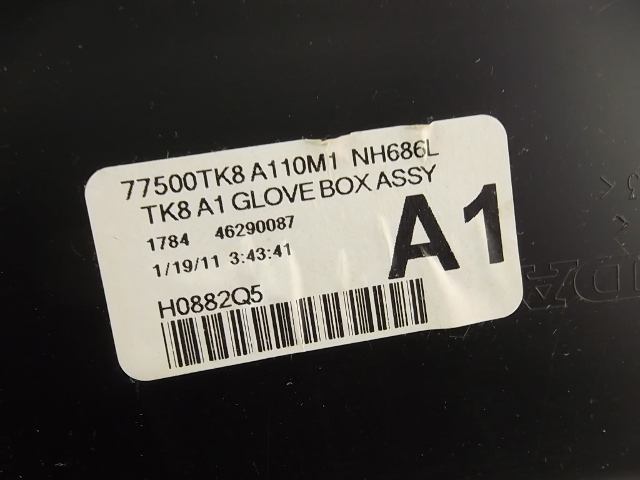 77500TK8 A110M1 NH686L
TK8 A1 GLOVE BOX ASSY
1784 46290087
A1
1/19/11 3:43:41
H0882Q5